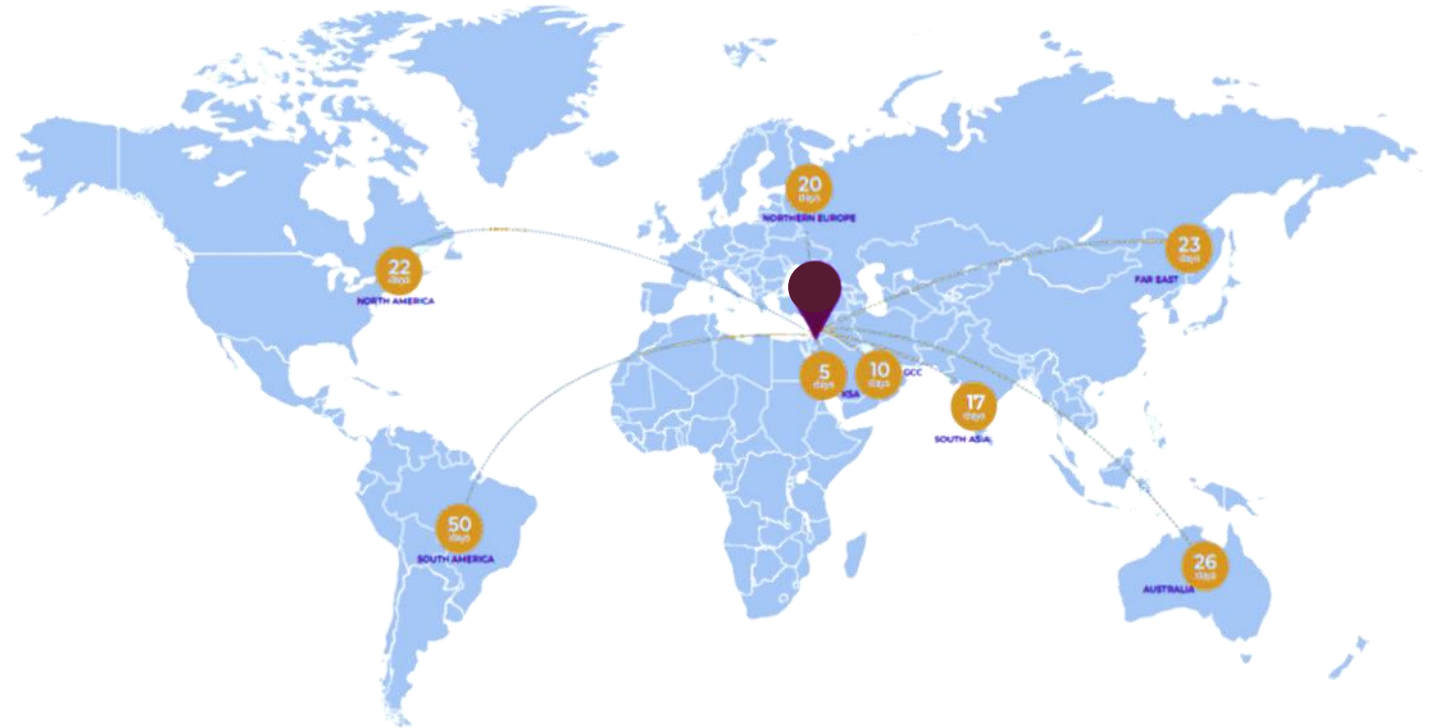 20
days
NORTHERN EUROPE
22
days
NORTH AMERICA
23
days
FAR EAST
5
days
KSA
10
days
GCC
17
days
SOUTH ASIA
50
days
SOUTH AMERICA
26
days
AUSTRALIA